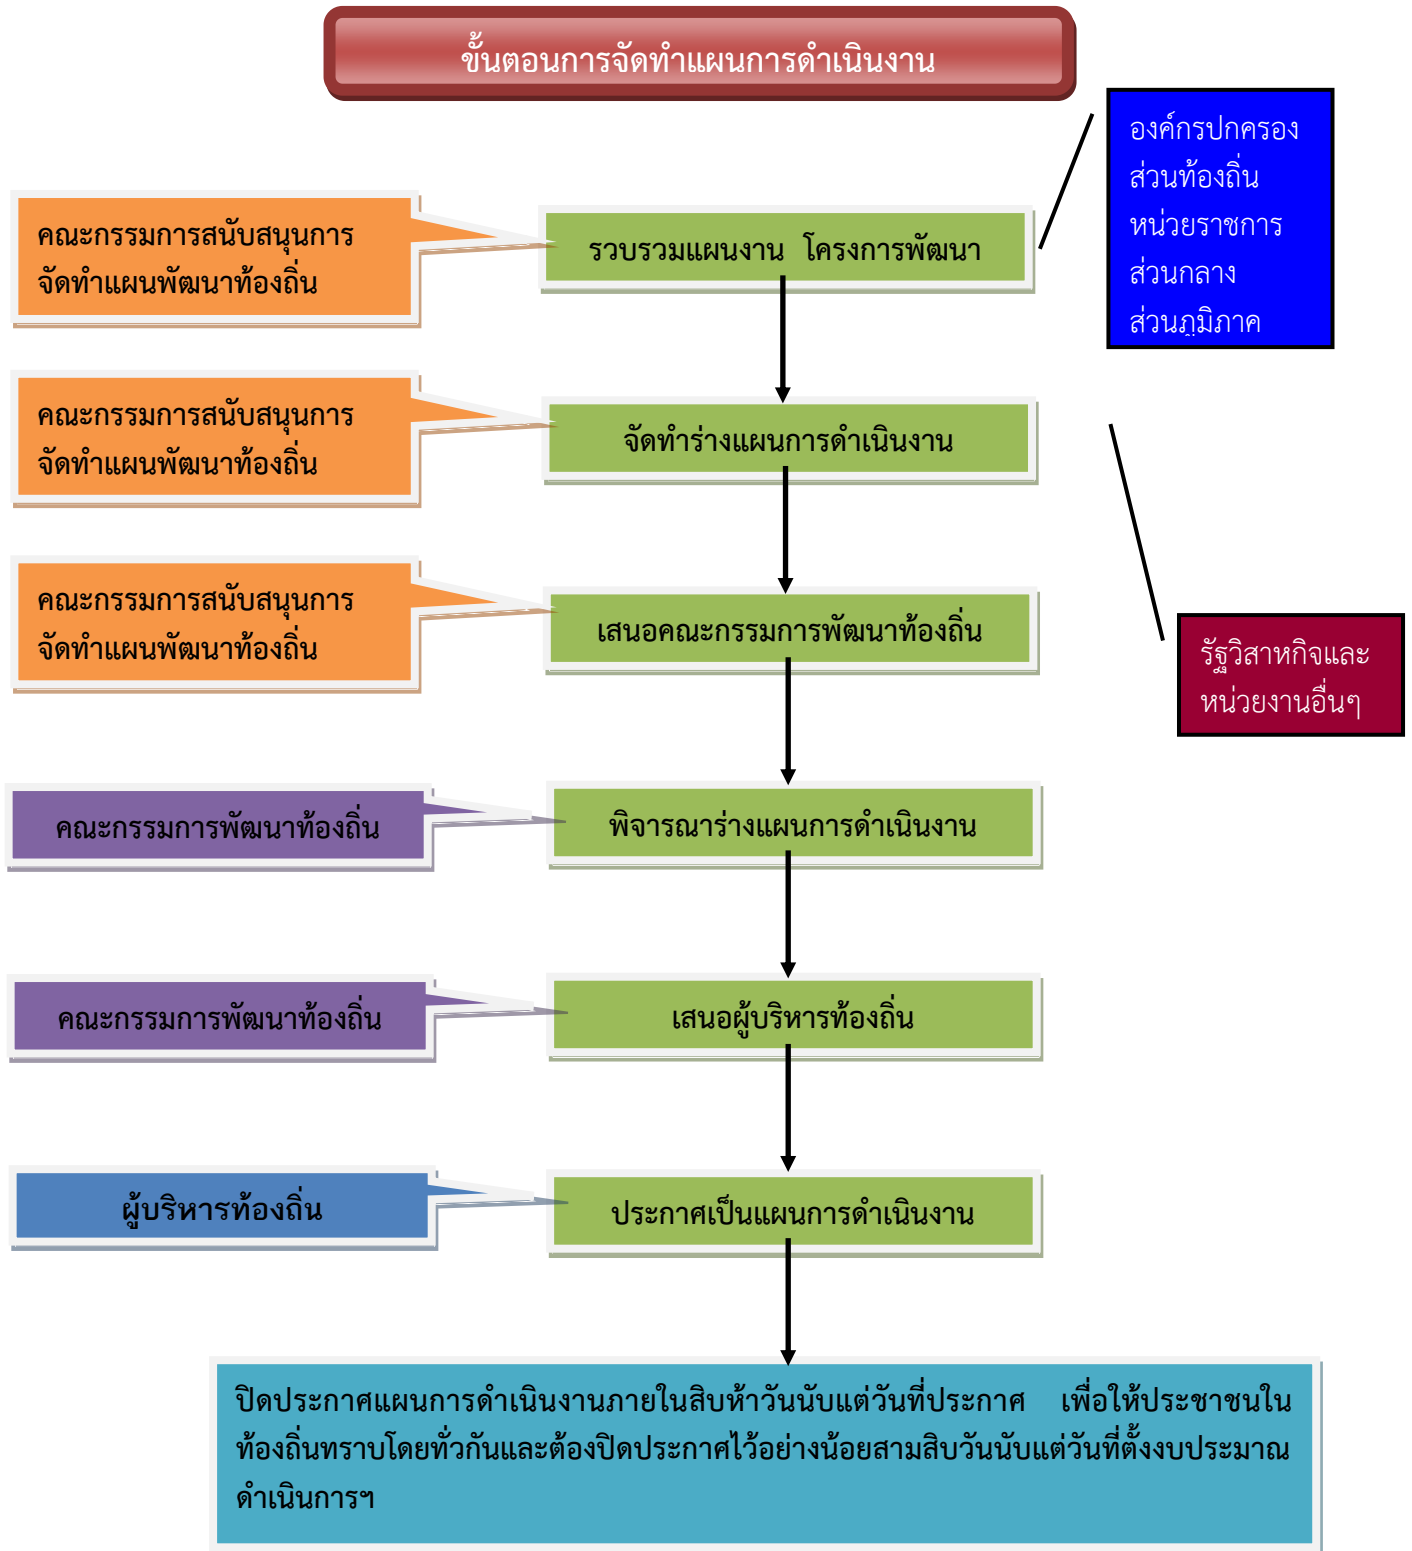 ขั้นตอนการจัดทำแผนการดำเนินงาน
องค์กรปกครอง
ส่วนท้องถิ่น
หน่วยราชการ
ส่วนกลาง
ส่วนภูมิภาค
คณะกรรมการสนับสนุนการ
จัดทำแผนพัฒนาท้องถิ่น
รวบรวมแผนงาน โครงการพัฒนา
คณะกรรมการสนับสนุนการ
จัดทำแผนพัฒนาท้องถิ่น
จัดทำร่างแผนการดำเนินงาน
คณะกรรมการสนับสนุนการ
จัดทำแผนพัฒนาท้องถิ่น
เสนอคณะกรรมการพัฒนาท้องถิ่น
รัฐวิสาหกิจและ
หน่วยงานอื่นๆ
คณะกรรมการพัฒนาท้องถิ่น
พิจารณาร่างแผนการดำเนินงาน
คณะกรรมการพัฒนาท้องถิ่น
เสนอผู้บริหารท้องถิ่น
ผู้บริหารท้องถิ่น
ประกาศเป็นแผนการดำเนินงาน
ปิดประกาศแผนการดำเนินงานภายในสิบห้าวันนับแต่วันที่ประกาศ เพื่อให้ประชาชนใน
ท้องถิ่นทราบโดยทั่วกันและต้องปิดประกาศไว้อย่างน้อยสามสิบวันนับแต่วันที่ตั้งงบประมาณ
ดำเนินการฯ